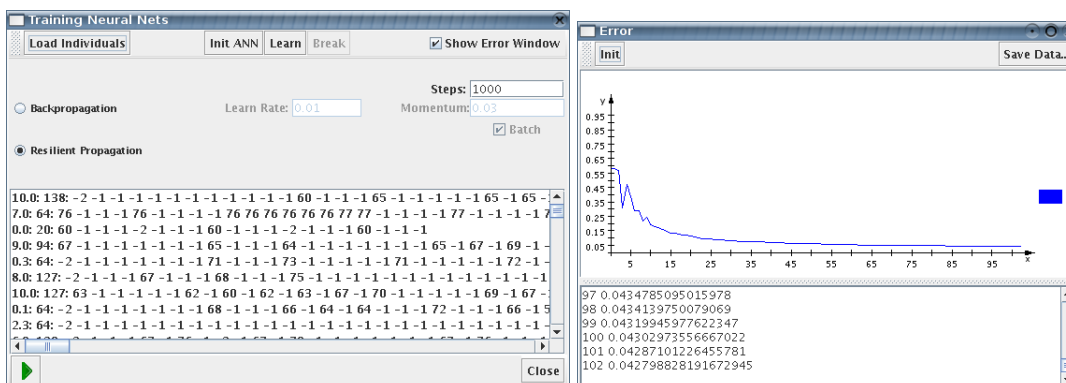 Training Neural Nets
Load Individuals Init ANN Learn Break Show Error Window
Steps: 1000
Backpropagation Learn Rate: 0.01 Momentum: 0.03
Batch
Resilient Propagation
10.0: 138: -2 -1 -1 -1 -1 -1 -1 -1 -1 -1 -1 60 -1 -1 -1 65 -1 -1 -1 -1 -1 65 -1 65 -
7.0: 64: 76 -1 -1 -1 76 -1 -1 -1 -1 76 76 76 76 76 76 77 77 -1 -1 -1 -1 77 -1 -1 -1 -1 7
0.0: 20: 60 -1 -1 -1 -2 -1 -1 -1 60 -1 -1 -1 -2 -1 -1 -1 60 -1 -1 -1
9.0: 94: 67 -1 -1 -1 -1 -1 -1 -1 65 -1 -1 -1 64 -1 -1 -1 -1 -1 -1 -1 65 -1 67 -1 69 -1 -
0.3: 64: -2 -1 -1 -1 -1 -1 -1 -1 71 -1 -1 -1 73 -1 -1 -1 -1 71 -1 -1 -1 -1 -1 -1 72 -1 -
8.0: 127: -2 -1 -1 -1 67 -1 -1 -1 68 -1 -1 -1 75 -1 -1 -1 -1 -1 -1 -1 -1 -1 -1 -1 -1 -1
10.0: 127: 63 -1 -1 -1 -1 -1 62 -1 60 -1 62 -1 63 -1 67 -1 70 -1 -1 -1 -1 -1 69 -1 67 -
0.1: 64: -2 -1 -1 -1 -1 -1 -1 -1 68 -1 -1 -1 66 -1 64 -1 64 -1 -1 -1 72 -1 -1 -1 66 -1 5
2.3: 64: -2 -1 -1 -1 -1 -1 -1 -1 -1 -1 -1 -1 -1 -1 -1 -1 -1 -1 -1 -1 -1 -1 -1 -1 -1 -1
Close
Error
Init Save Data..
y
0.95
0.85
0.75
0.65
0.55
0.45
0.35
0.25
0.15
0.05
5 15 25 35 45 55 65 75 85 95 x
97 0.0434785095015978
98 0.0434139750079069
99 0.04319945977622347
100 0.04302973556667022
101 0.04287101226455781
102 0.042798828191672945